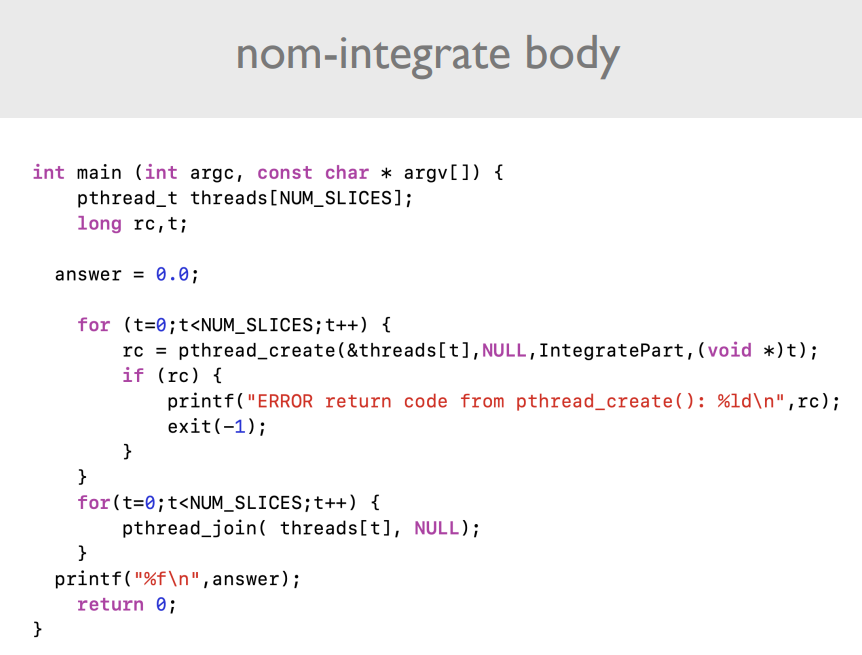 nom-integrate body
int main (int argc, const char * argv[]) {
pthread_t threads[NUM_SLICES];
long rc,t;
answer = 0.0;
for (t=0;t<NUM_SLICES;t++) {
rc = pthread_create(&threads[t],NULL,IntegratePart,(void *)t);
if (rc) {
printf("ERROR return code from pthread_create(): %ld\n",rc);
exit(-1);
}
}
for(t=0;t<NUM_SLICES;t++) {
pthread_join( threads[t], NULL);
}
printf("%f\n",answer);
return 0;
}